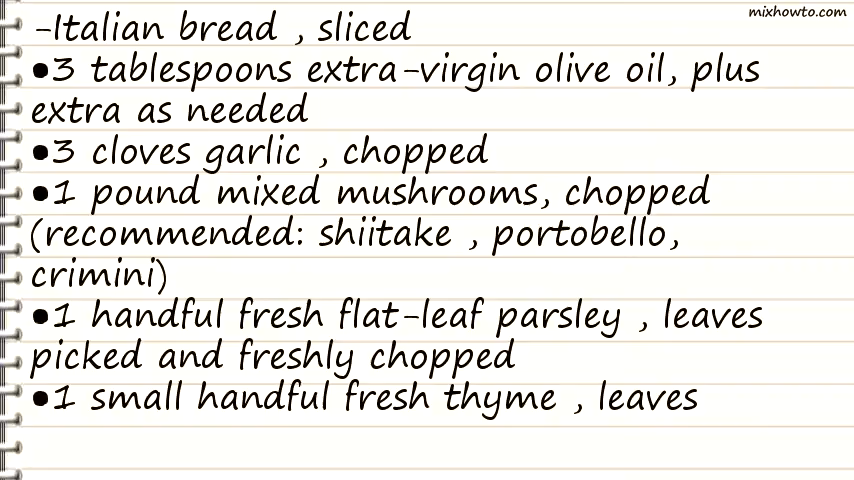 mixhowto.com
-Italian bread , sliced
●3 tablespoons extra-virgin olive oil, plus
extra as needed
●3 cloves garlic , chopped
●1 pound mixed mushrooms, chopped
(recommended: shiitake , portobello,
crimini)
●1 handful fresh flat-leaf parsley , leaves
picked and freshly chopped
●1 small handful fresh thyme , leaves